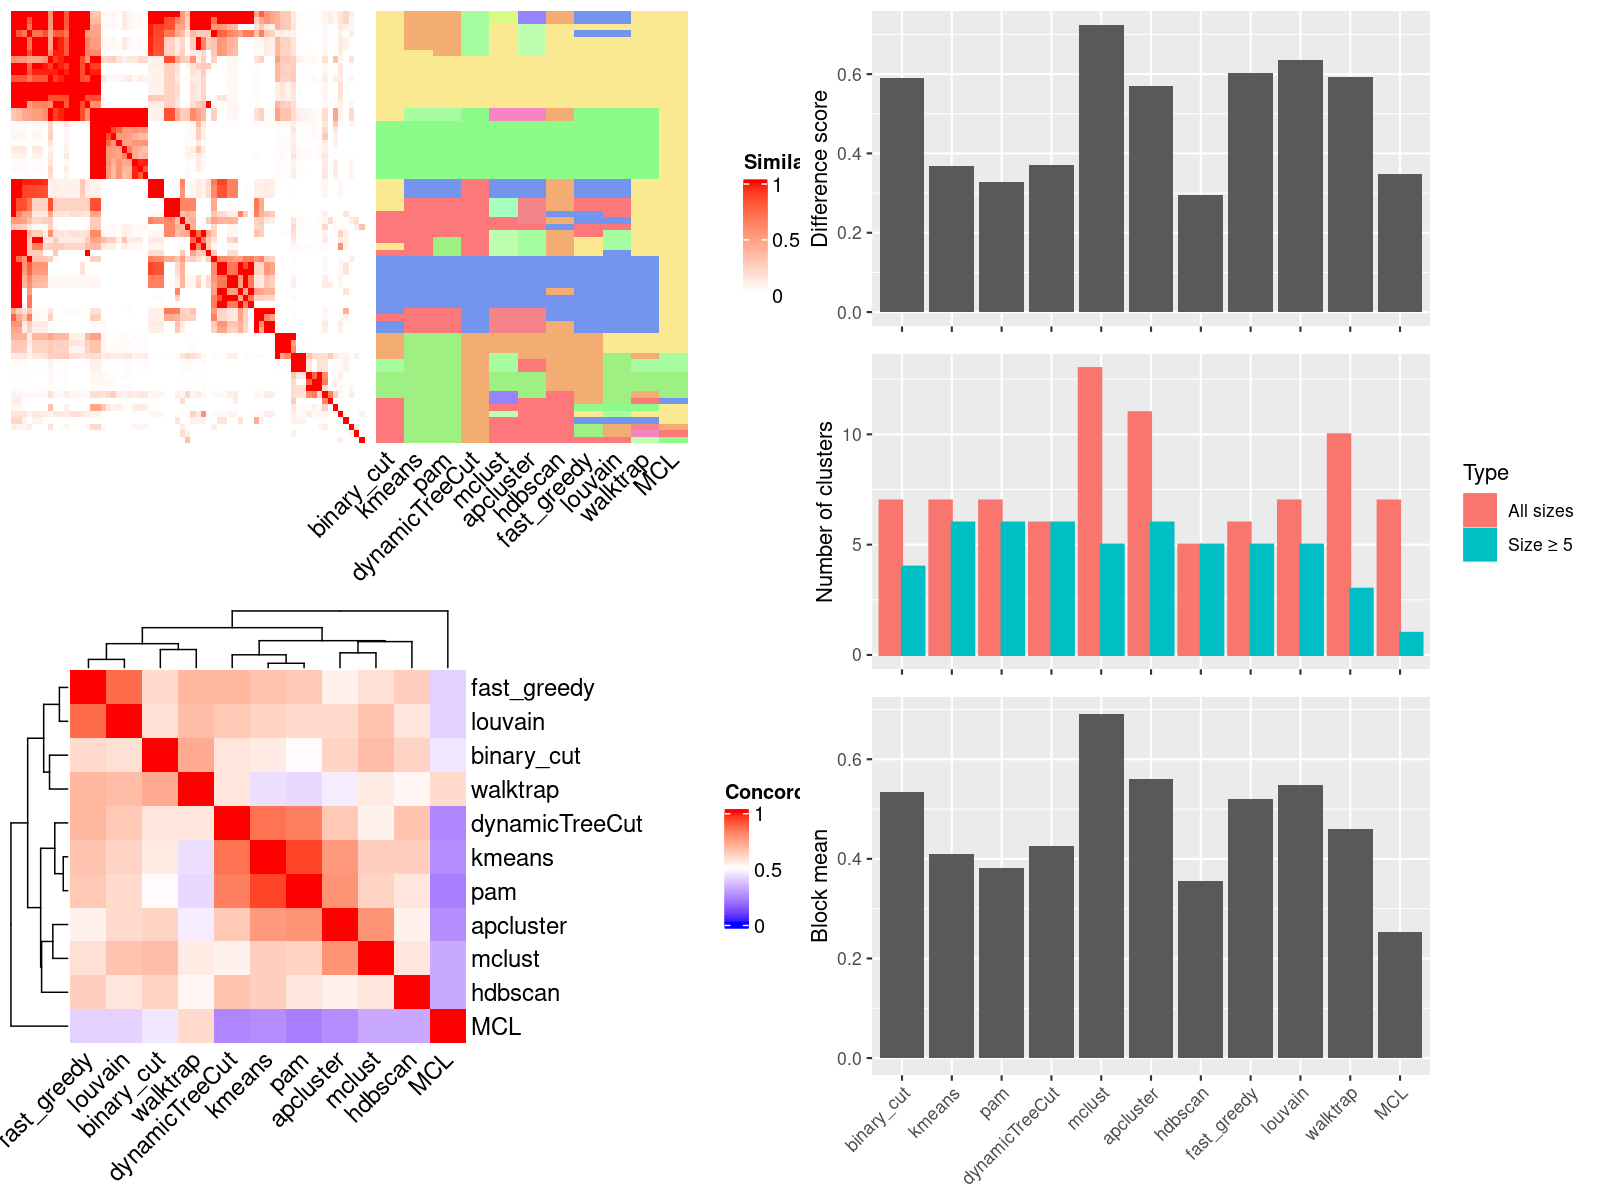 Simila
1
0.5
0
binary_cut
kmeans
pam
dynamicTreeCut
mclust
apcluster
hdbscan
fast_greedy
louvain
walktrap
MCL
fast_greedy
louvain
binary_cut
walktrap
dynamicTreeCut
kmeans
pam
apcluster
mclust
hdbscan
MCL
fast_greedy
louvain
binary_cut
walktrap
dynamicTreeCut
kmeans
pam
apcluster
mclust
hdbscan
MCL
Concord
1
0.5
0
Difference score
0.6
0.4
0.2
0.0
Number of clusters
10
5
0
Type
All sizes
Size ≥ 5
Block mean
0.6
0.4
0.2
0.0
binary_cut
kmeans
pam
dynamicTreeCut
mclust
apcluster
hdbscan
fast_greedy
louvain
walktrap
MCL